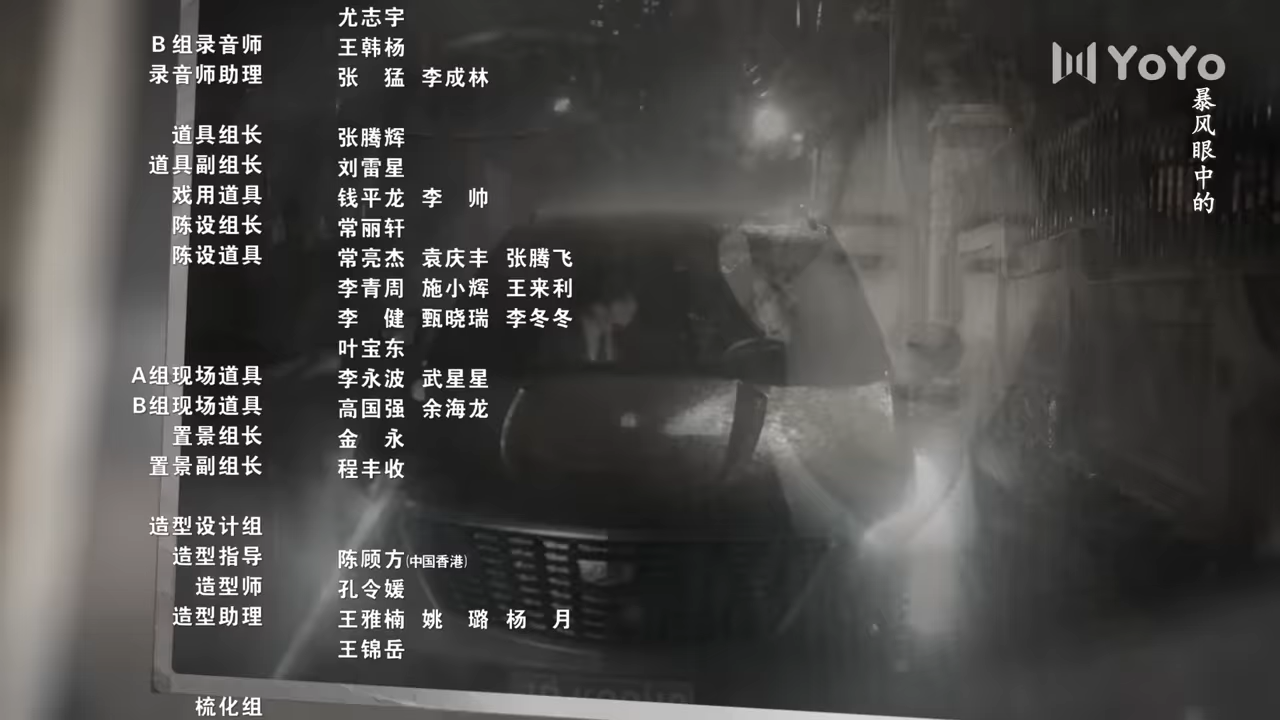 尤志宇
B组录音师 王韩杨
录音师助理 张 猛 李成林
道具组长 张腾辉
道具副组长 刘雷星
戏用道具 钱平龙 李 帅
陈设组长 常丽轩
陈设道具 常亮杰 袁庆丰 张腾飞
李青周 施小辉 王来利
李 健 甄晓瑞 李冬冬
叶宝东
A组现场道具 李永波 武星星
B组现场道具 高国强 余海龙
置景组长 金 永
置景副组长 程丰收
造型设计组
造型指导 陈顾方(中国香港)
造型师 孔令媛
造型助理 王雅楠 姚 璐 杨 月
王锦岳
梳化组
YoYo
暴风眼中的